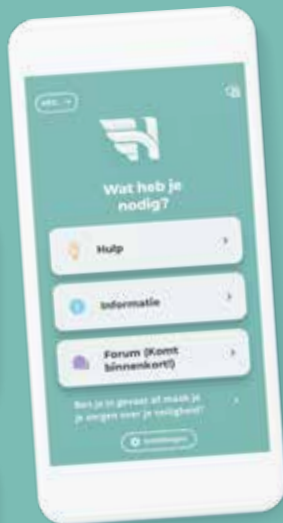 Wat heb je
nodig?
Hulp
Informatie
Forum (Komt
binnenkort!)
Ben je in gevaar of maak je
je zorgen over je veiligheid?
Instellingen